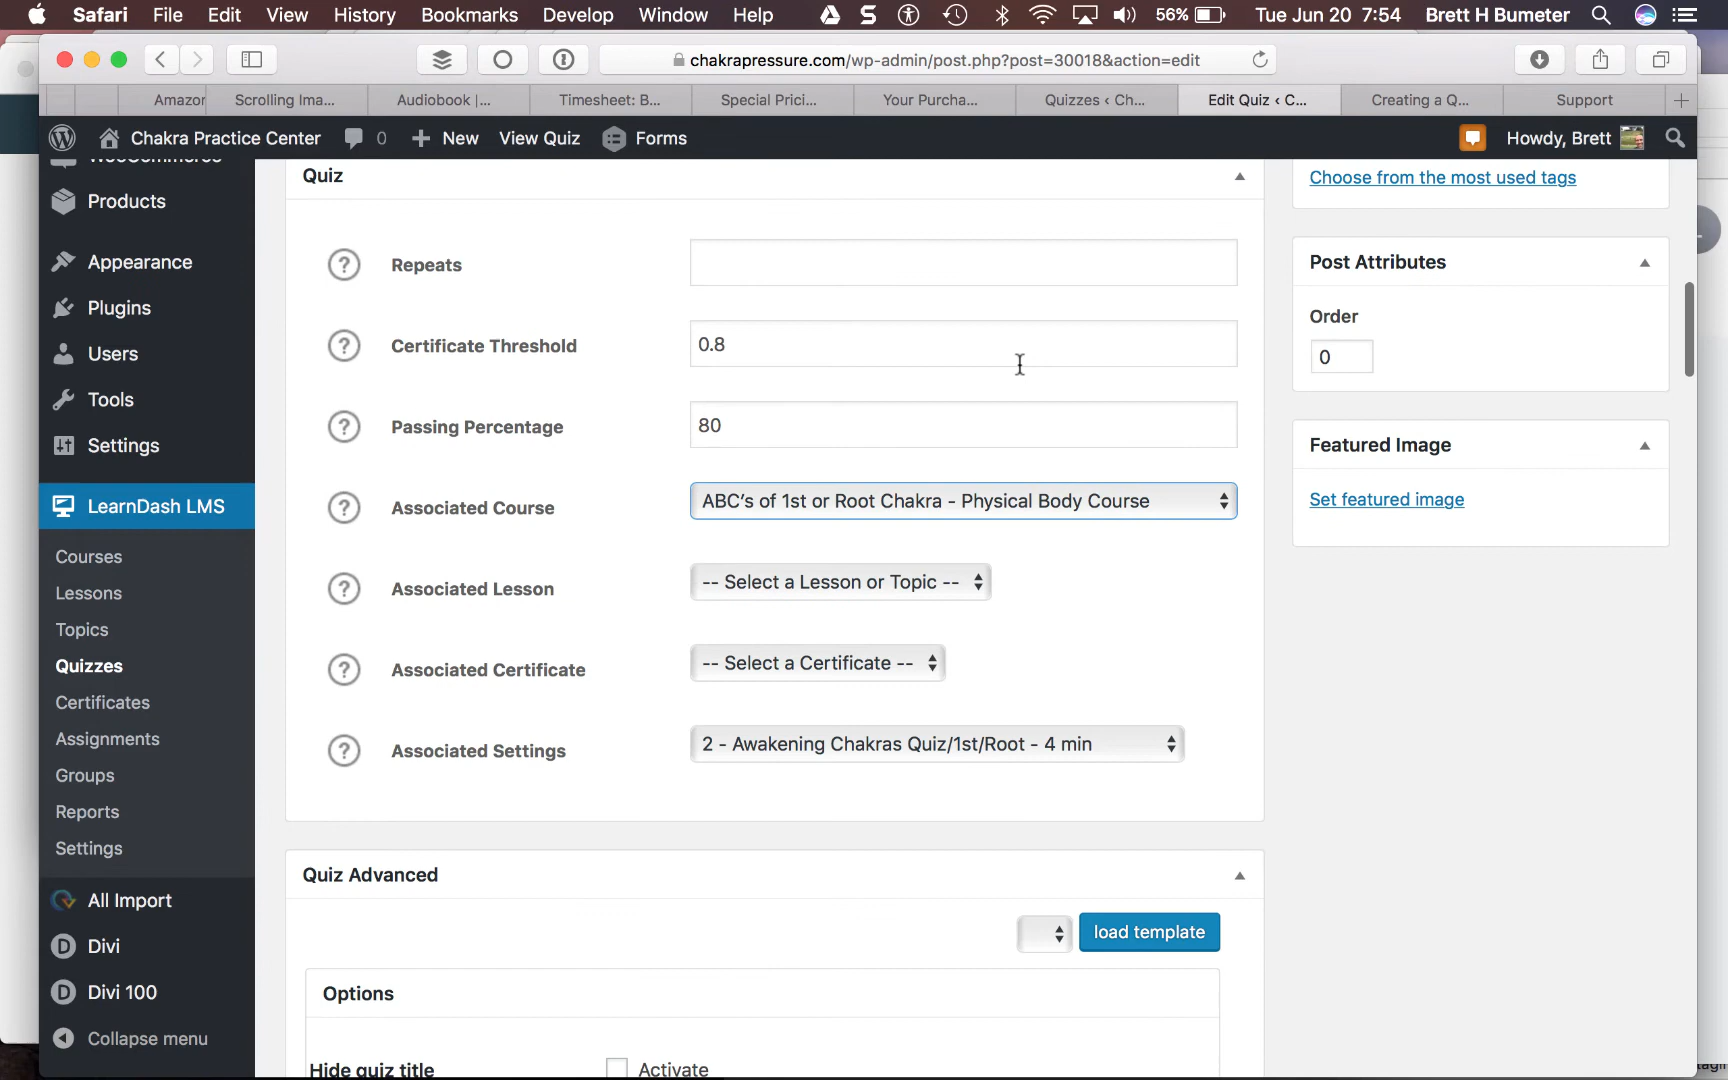 Safari File Edit View History Bookmarks Develop Window Help 56% Tue Jun 20 7:54 Brett H Bumeter
chakrapressure.com/wp-admin/post.php?post=30018&action=edit
Amazor Scrolling Ima... Audiobook |... Timesheet: B... Special Prici... Your Purcha... Quizzes ‹ Ch... Edit Quiz ‹ C... Creating a Q... Support
Chakra Practice Center 0 New View Quiz Forms Howdy, Brett
WooCommerce
Products
Appearance
Plugins
Users
Tools
Settings
LearnDash LMS
Courses
Lessons
Topics
Quizzes
Certificates
Assignments
Groups
Reports
Settings
All Import
Divi
Divi 100
Collapse menu
Quiz
Repeats
Certificate Threshold 0.8
Passing Percentage 80
Associated Course ABC's of 1st or Root Chakra - Physical Body Course
Associated Lesson -- Select a Lesson or Topic --
Associated Certificate -- Select a Certificate --
Associated Settings 2 - Awakening Chakras Quiz/1st/Root - 4 min
Quiz Advanced
load template
Options
Hide quiz title Activate
Choose from the most used tags
Post Attributes
Order
0
Featured Image
Set featured image